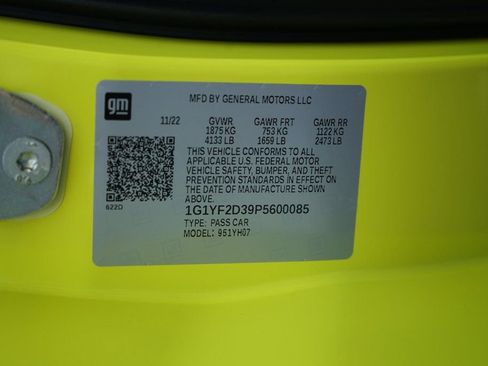 gm
MFD BY GENERAL MOTORS LLC
11/22 GVWR GAWR FRT GAWR RR
1875 KG 753 KG 1122 KG
4133 LB 1659 LB 2473 LB
THIS VEHICLE CONFORMS TO ALL
APPLICABLE U.S. FEDERAL MOTOR
VEHICLE SAFETY, BUMPER, AND THEFT
PREVENTION STANDARDS IN EFFECT ON
THE DATE OF MANUFACTURE SHOWN
ABOVE.
622D
1G1YF2D39P5600085
TYPE: PASS CAR
MODEL: 951YH07